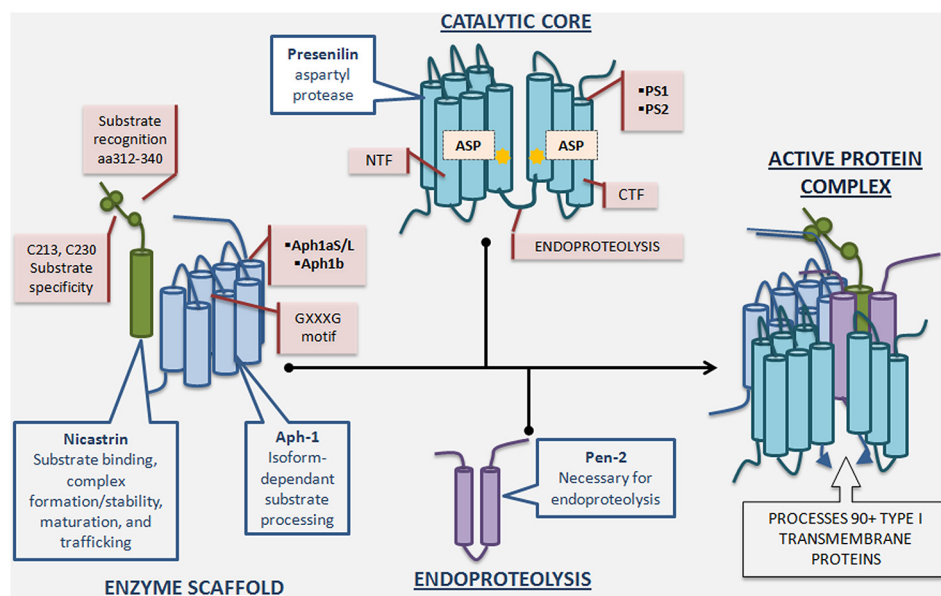 CATALYTIC CORE
Presenilin
aspartyl
protease
▪PS1
▪PS2
ASP
ASP
NTF
CTF
ENDOPROTEOLYSIS
Substrate
recognition
aa312-340
C213, C230
Substrate
specificity
▪Aph1aS/L
▪Aph1b
GXXXG
motif
Nicastrin
Substrate binding,
complex
formation/stability,
maturation, and
trafficking
Aph-1
Isoform-
dependant
substrate
processing
ENZYME SCAFFOLD
Pen-2
Necessary for
endoproteolysis
ENDOPROTEOLYSIS
ACTIVE PROTEIN
COMPLEX
PROCESSES 90+ TYPE I
TRANSMEMBRANE
PROTEINS